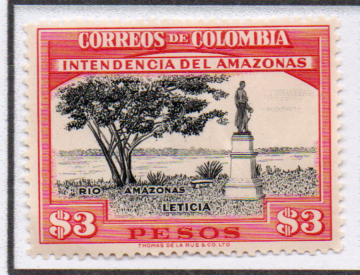 CORREOS DE COLOMBIA
INTENDENCIA DEL AMAZONAS
RIO AMAZONAS
LETICIA
$3 PESOS $3
THOMAS DE LA RUE & CO. LTD